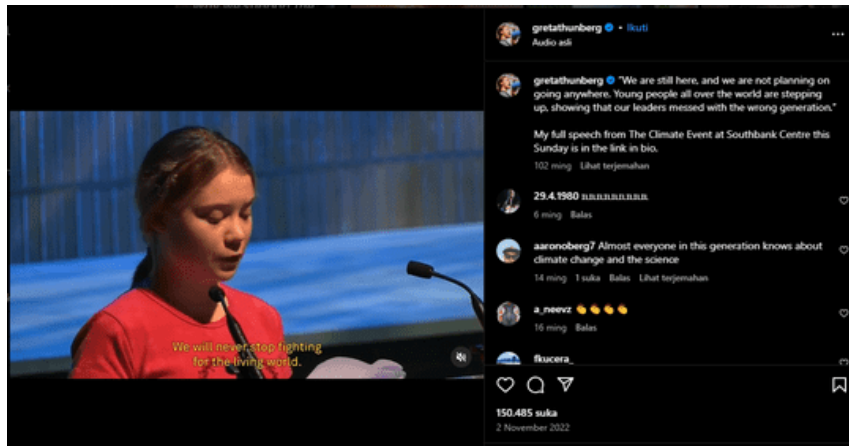 gretathunberg • Ikuti
Audio asli
gretathunberg "We are still here, and we are not planning on
going anywhere. Young people all over the world are stepping
up, showing that our leaders messed with the wrong generation."
My full speech from The Climate Event at Southbank Centre this
Sunday is in the link in bio.
102 ming Lihat terjemahan
29.4.1980
6 ming Balas
aaronoberg7 Almost everyone in this generation knows about
climate change and the science
14 ming 1 suka Balas Lihat terjemahan
a_neevz 👏👏👏👏
16 ming Balas
fkucera_
We will never stop fighting
for the living world.
150.485 suka
2 November 2022